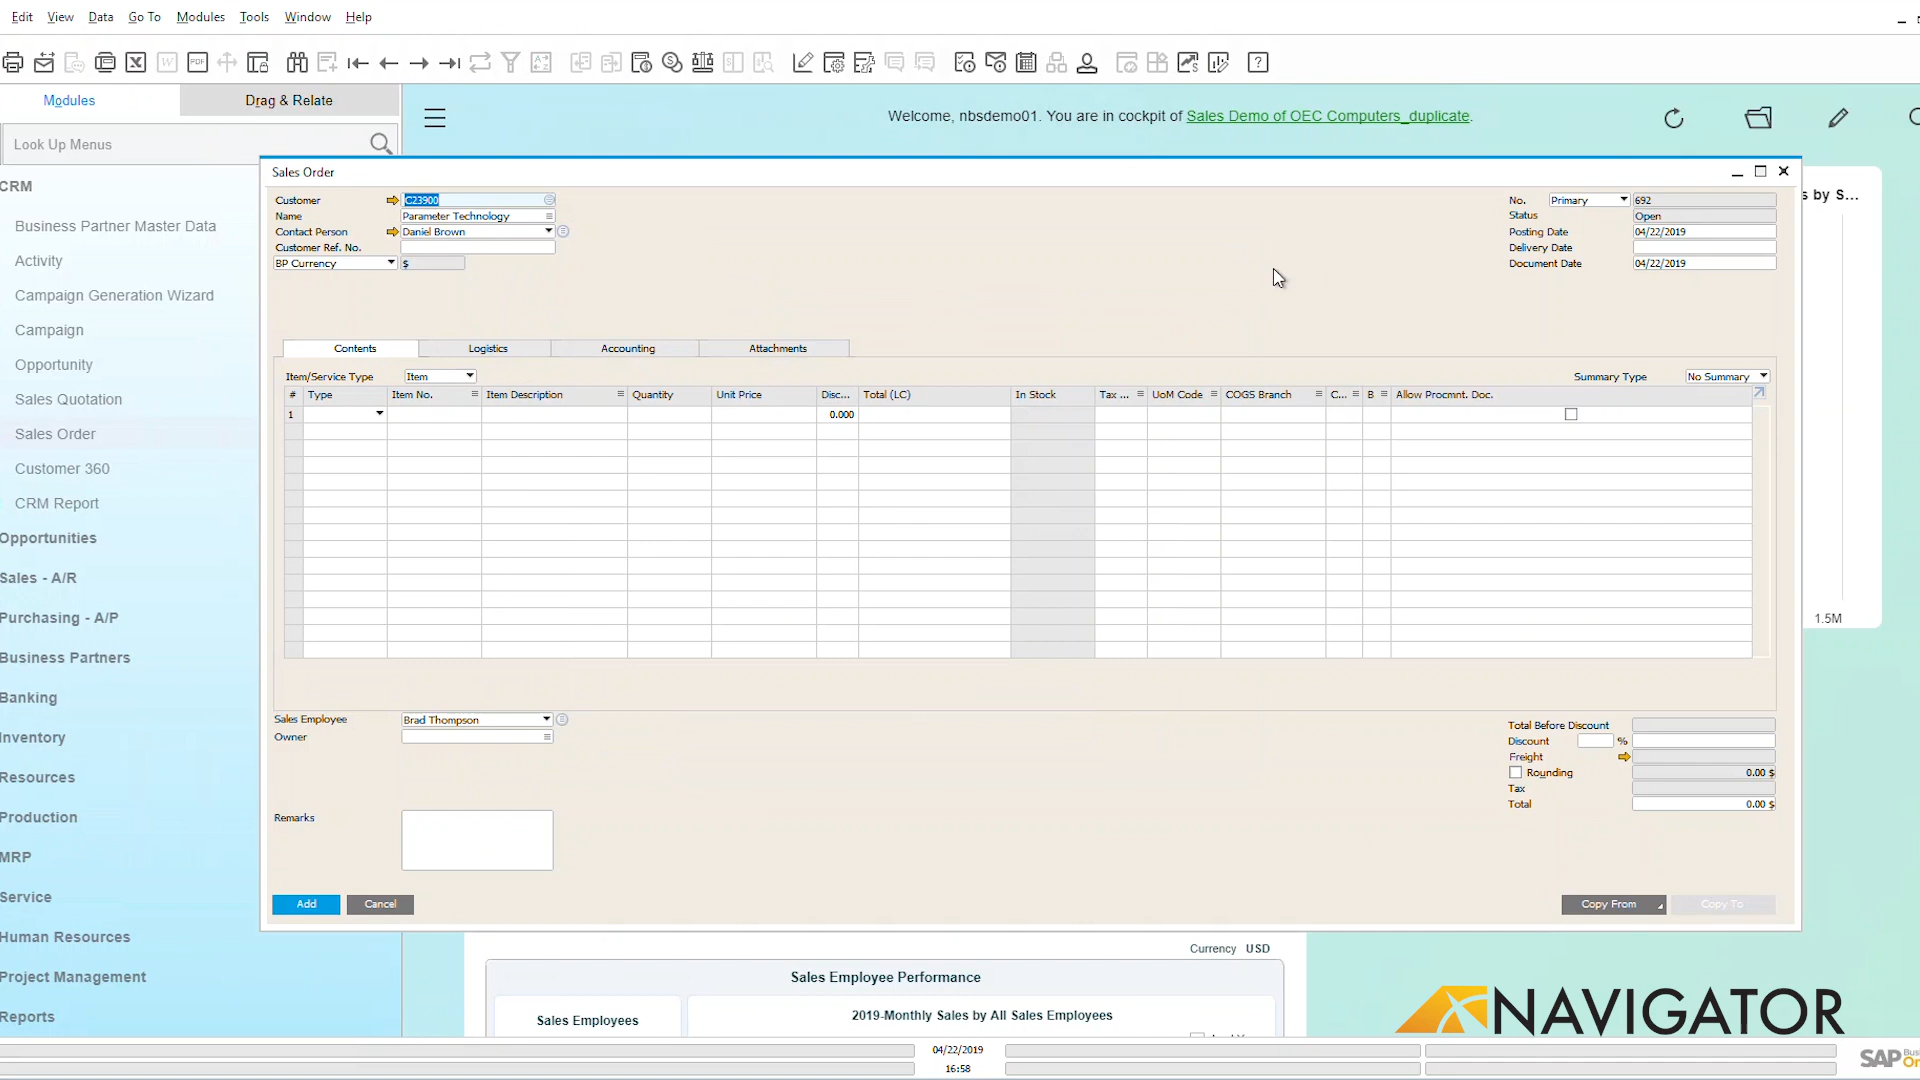 Edit View Data Go To Modules Tools Window Help
Modules Drag & Relate
Welcome, nbsdemo01. You are in cockpit of Sales Demo of OEC Computers_duplicate.
Look Up Menus
CRM
Business Partner Master Data
Activity
Campaign Generation Wizard
Campaign
Opportunity
Sales Quotation
Sales Order
Customer 360
CRM Report
Opportunities
Sales - A/R
Purchasing - A/P
Business Partners
Banking
Inventory
Resources
Production
MRP
Service
Human Resources
Project Management
Reports
Sales Order
Customer C23900
Name Parameter Technology
Contact Person Daniel Brown
Customer Ref. No.
BP Currency $
No. Primary 692
Status Open
Posting Date 04/22/2019
Delivery Date
Document Date 04/22/2019
s by S...
1.5M
Contents Logistics Accounting Attachments
Item/Service Type Item Summary Type No Summary
# Type Item No. Item Description Quantity Unit Price Disc... Total (LC) In Stock Tax ... UoM Code COGS Branch C... B Allow Procmnt. Doc.
1 0.000
Sales Employee Brad Thompson
Owner
Remarks
Total Before Discount
Discount %
Freight
Rounding 0.00 $
Tax
Total 0.00 $
Add Cancel Copy From Copy To
Currency USD
Sales Employee Performance
Sales Employees
2019-Monthly Sales by All Sales Employees
NAVIGATOR
04/22/2019
16:58
SAP